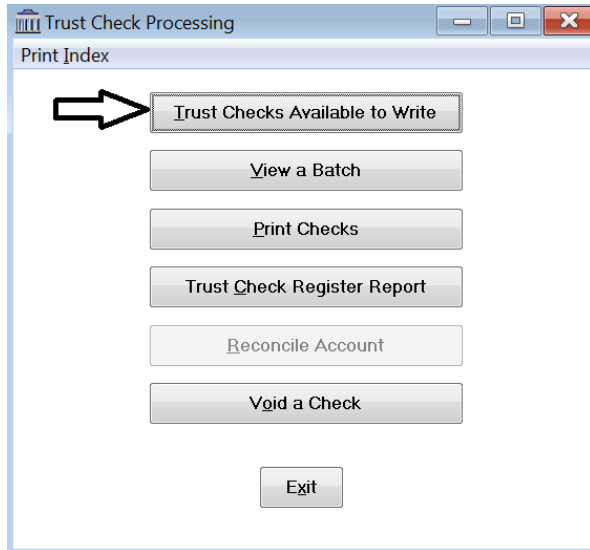 Trust Check Processing
Print Index
Trust Checks Available to Write
View a Batch
Print Checks
Trust Check Register Report
Reconcile Account
Void a Check
Exit